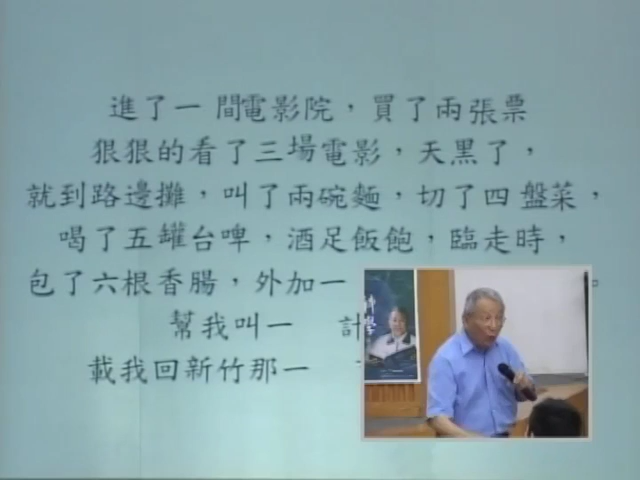 進了一 間電影院，買了兩張票
狠狠的看了三場電影，天黑了，
就到路邊攤，叫了兩碗麵，切了四盤菜，
喝了五罐台啤，酒足飯飽，臨走時，
包了六根香腸，外加一 。
幫我叫一 計
載我回新竹那一
學